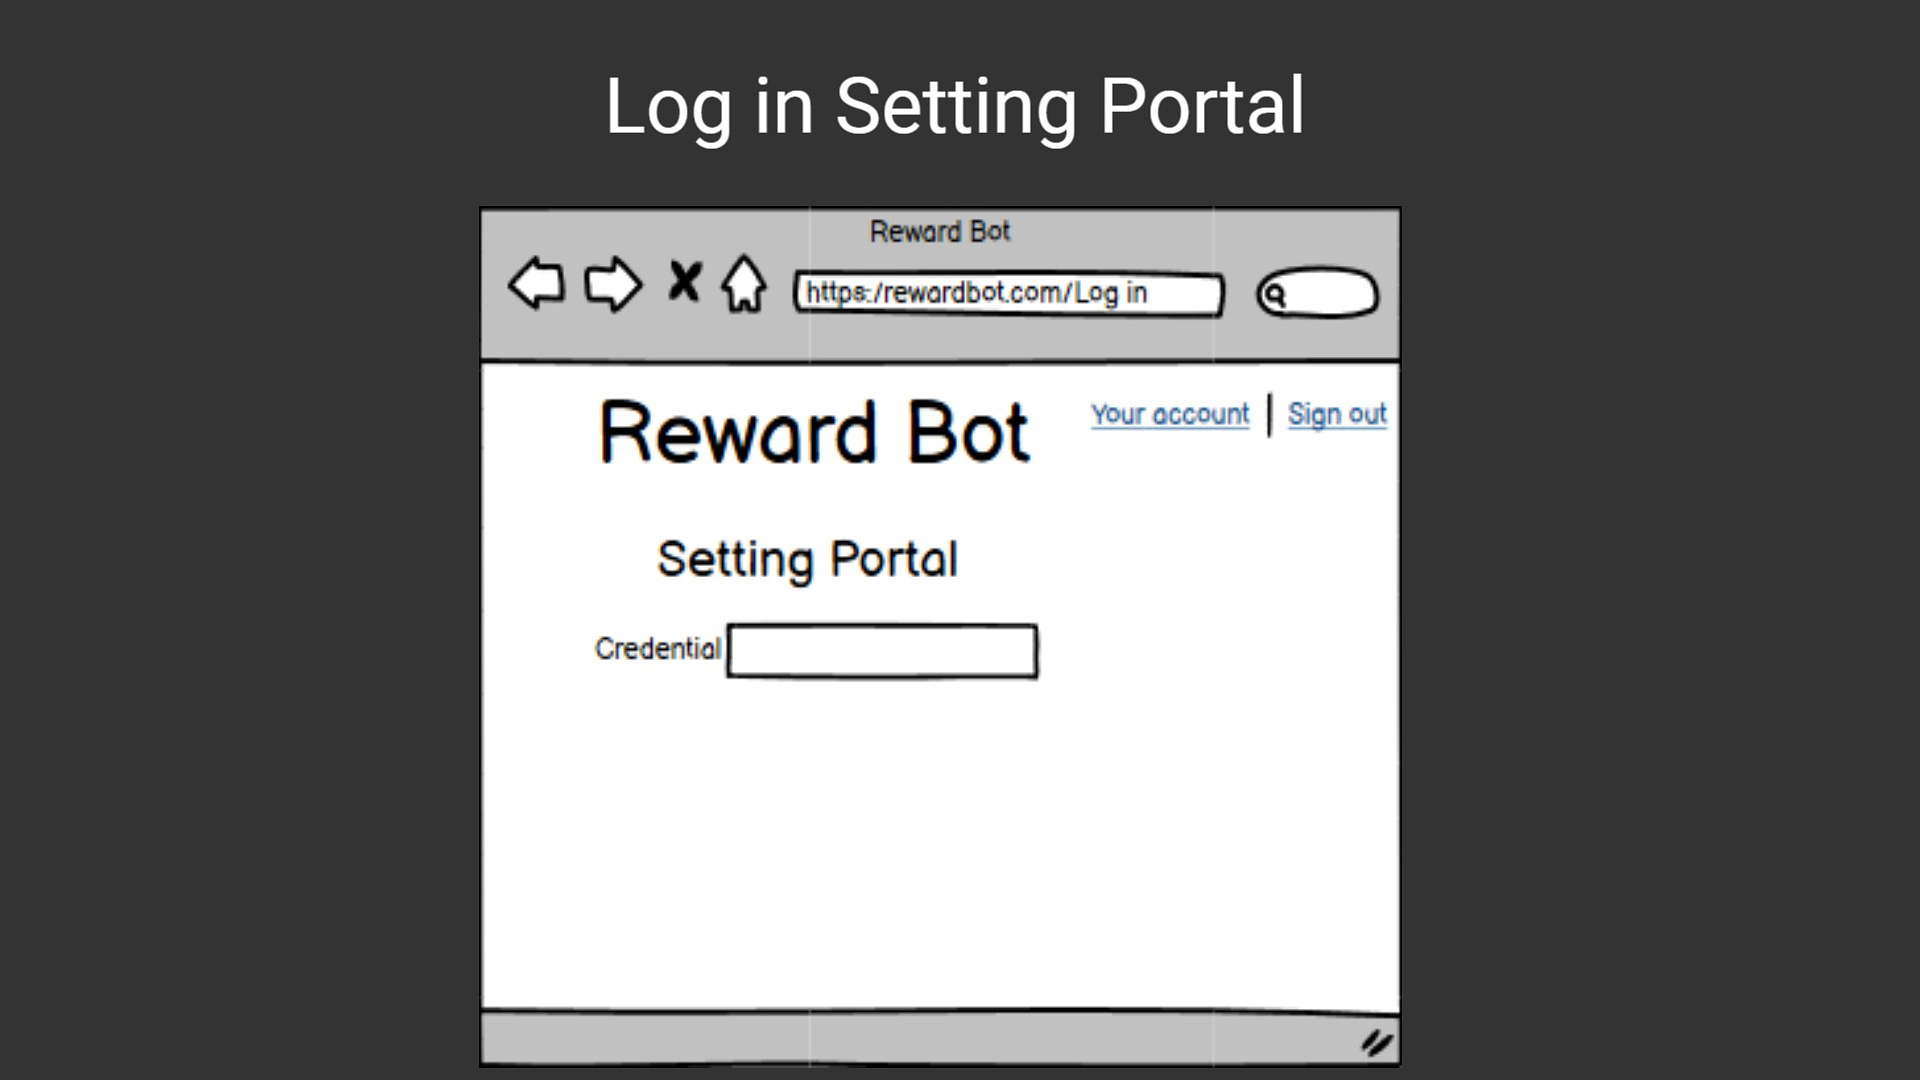 Log in Setting Portal
Reward Bot
https:/rewardbot.com/Log in
Reward Bot
Your account | Sign out
Setting Portal
Credential